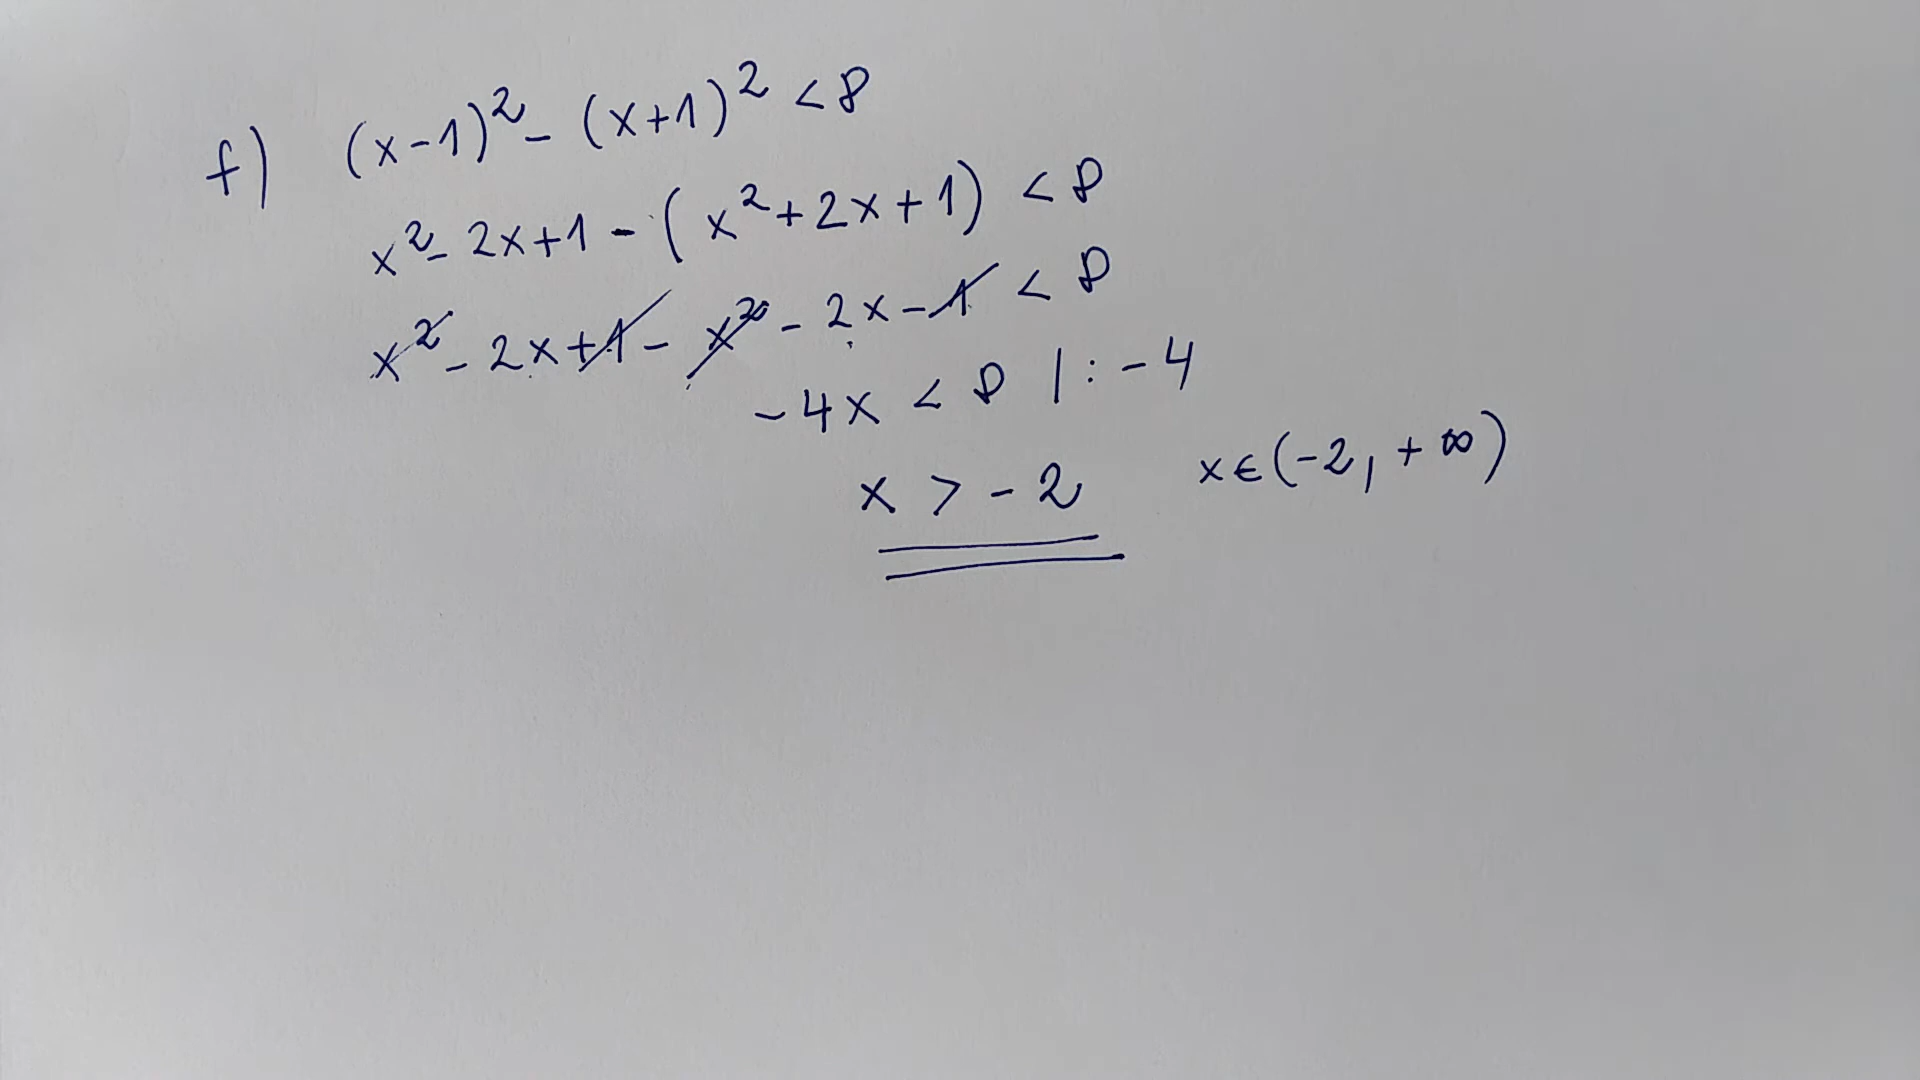 f) (x-1)² - (x+1)² < 8
x² - 2x + 1 - (x² + 2x + 1) < 8
x² - 2x + 1 - x² - 2x - 1 < 8
-4x < 8 | : -4
x > -2 x ∈ (-2, +∞)